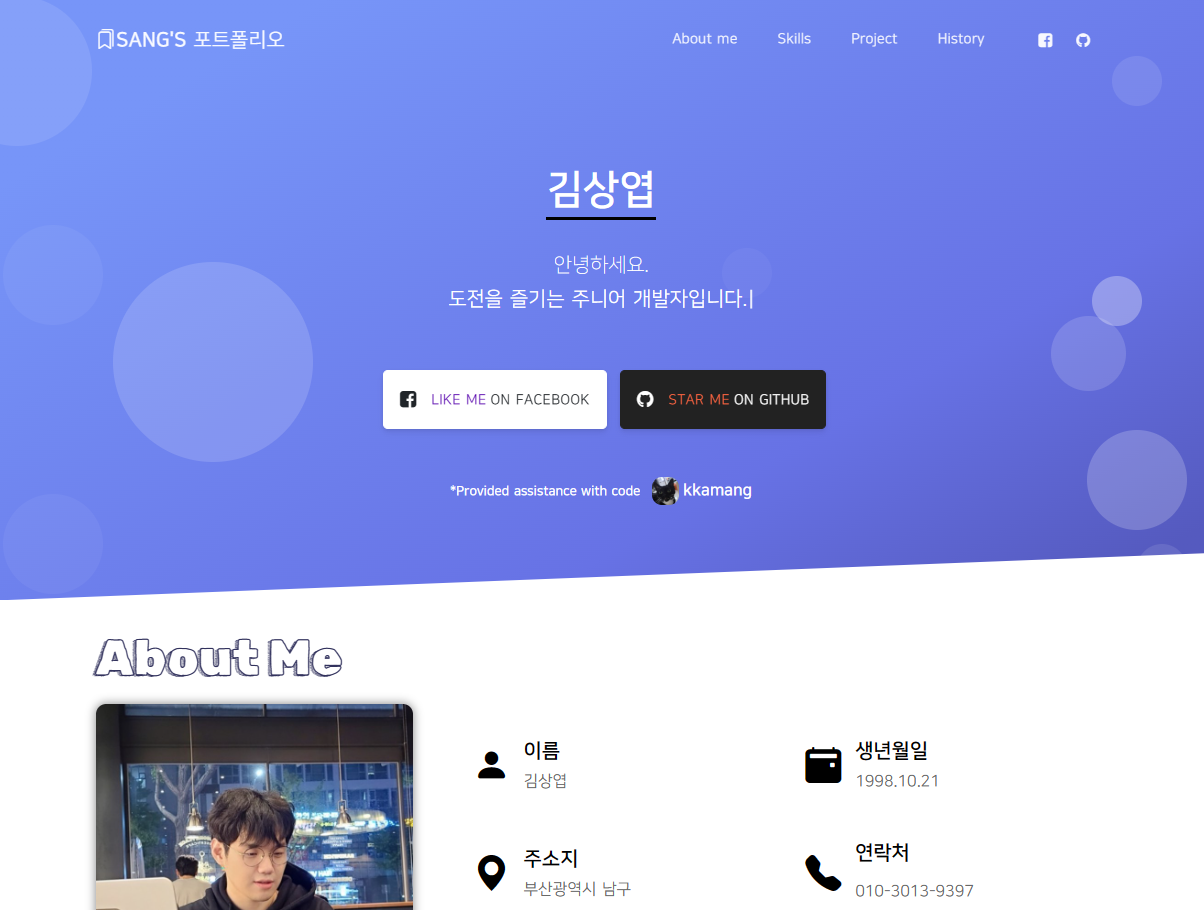 SANG'S 포트폴리오
About me Skills Project History
김상엽
안녕하세요.
도전을 즐기는 주니어 개발자입니다.|
LIKE ME ON FACEBOOK
STAR ME ON GITHUB
*Provided assistance with code kkamang
About Me
이름
김상엽
생년월일
1998.10.21
주소지
부산광역시 남구
연락처
010-3013-9397